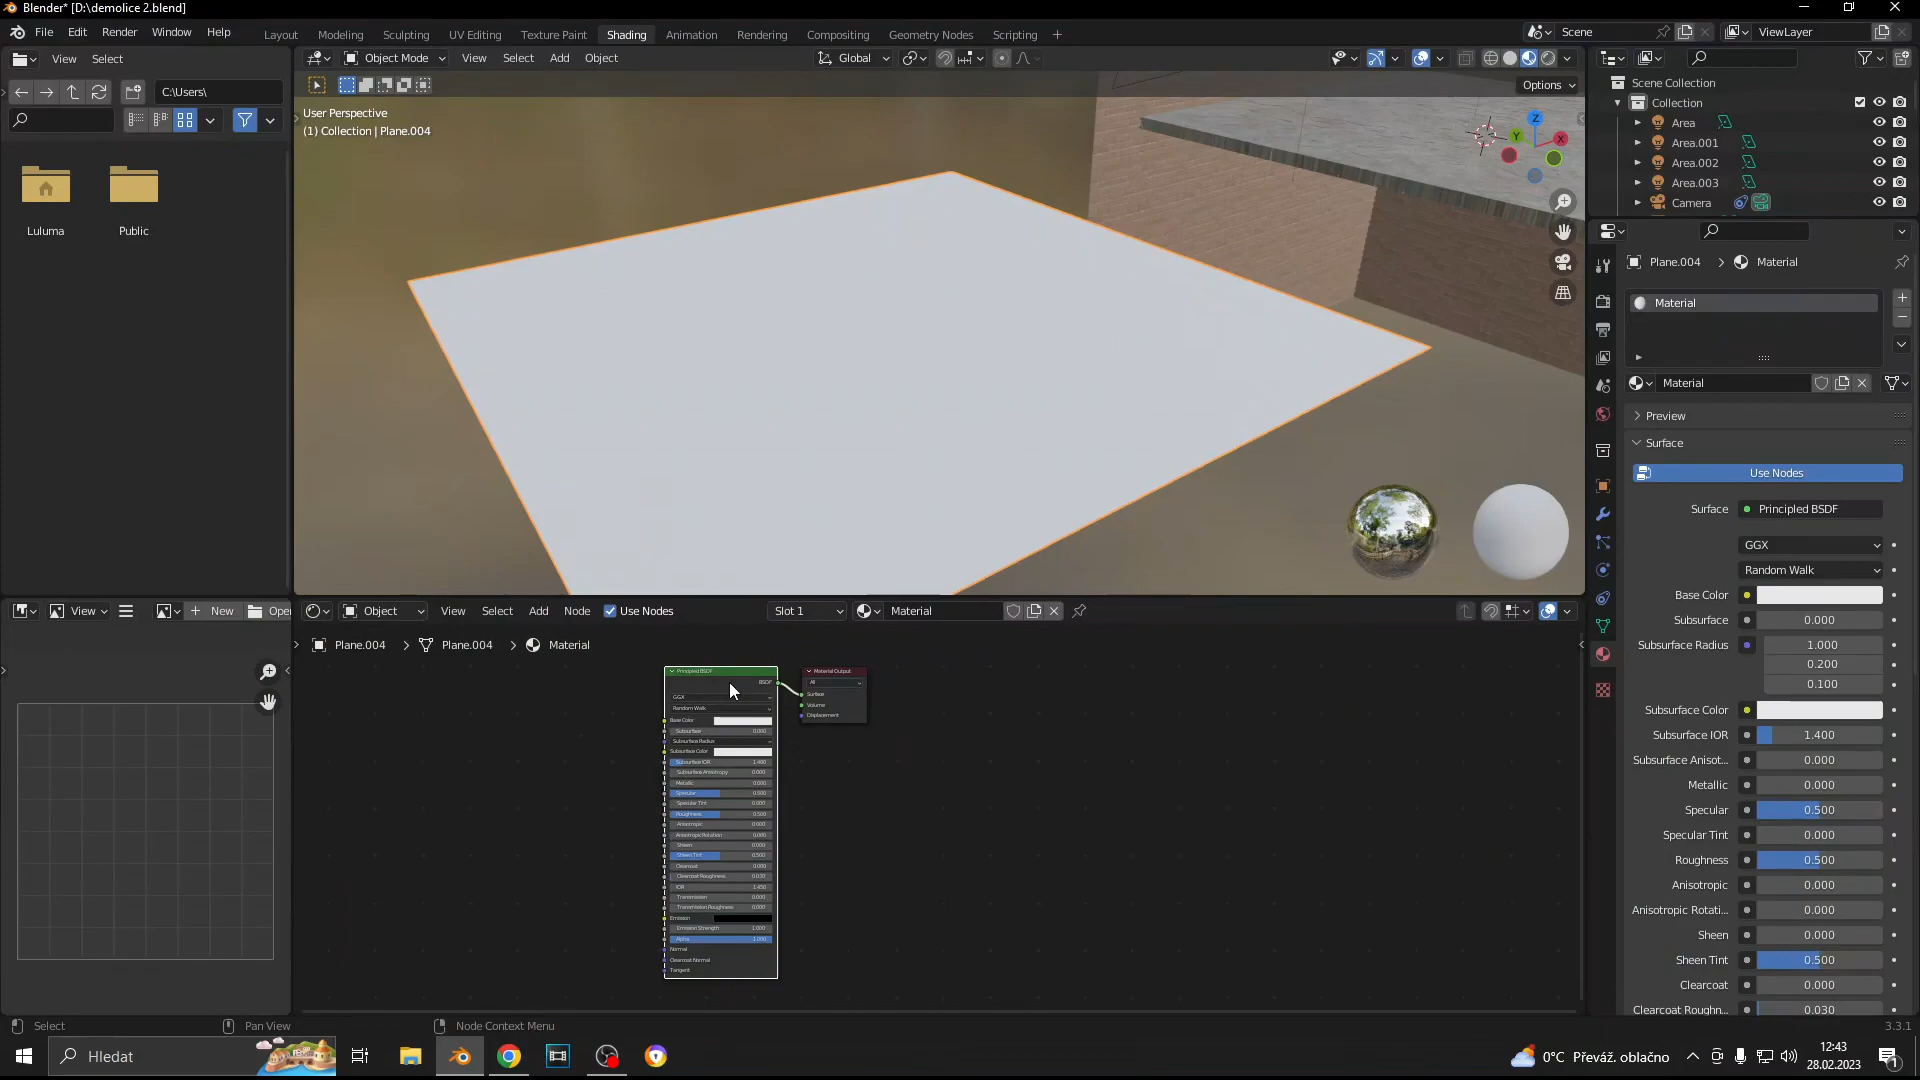 Blender* [D:\demolice 2.blend]
File Edit Render Window Help Layout Modeling Sculpting UV Editing Texture Paint Shading Animation Rendering Compositing Geometry Nodes Scripting + Scene ViewLayer
View Select Object Mode View Select Add Object Global
C:\Users\ Options
User Perspective
(1) Collection | Plane.004
Luluma Public
Scene Collection
Collection
Area
Area.001
Area.002
Area.003
Camera
Z
Y
X
Plane.004 > Material
Material
Material
Preview
Surface
Use Nodes
Surface Principled BSDF
GGX
Random Walk
Base Color
Subsurface 0.000
Subsurface Radius 1.000
0.200
0.100
Subsurface Color
Subsurface IOR 1.400
Subsurface Anisot... 0.000
Metallic 0.000
Specular 0.500
Specular Tint 0.000
Roughness 0.500
Anisotropic 0.000
Anisotropic Rotati... 0.000
Sheen 0.000
Sheen Tint 0.500
Clearcoat 0.000
Clearcoat Roughn... 0.030
View + New Open Object View Select Add Node Use Nodes Slot 1 Material
Plane.004 > Plane.004 > Material
Principled BSDF
BSDF
GGX
Random Walk
Base Color
Subsurface 0.000
Subsurface Radius
Subsurface Color
Subsurface IOR 1.400
Subsurface Anisotropy 0.000
Metallic 0.000
Specular 0.500
Specular Tint 0.000
Roughness 0.500
Anisotropic 0.000
Anisotropic Rotation 0.000
Sheen 0.000
Sheen Tint 0.500
Clearcoat 0.000
Clearcoat Roughness 0.030
IOR 1.450
Transmission 0.000
Transmission Roughness 0.000
Emission
Emission Strength 1.000
Alpha 1.000
Normal
Clearcoat Normal
Tangent
Material Output
All
Surface
Volume
Displacement
Select Pan View Node Context Menu 3.3.1
Hledat 0°C Převáž. oblačno 12:43
28.02.2023
1